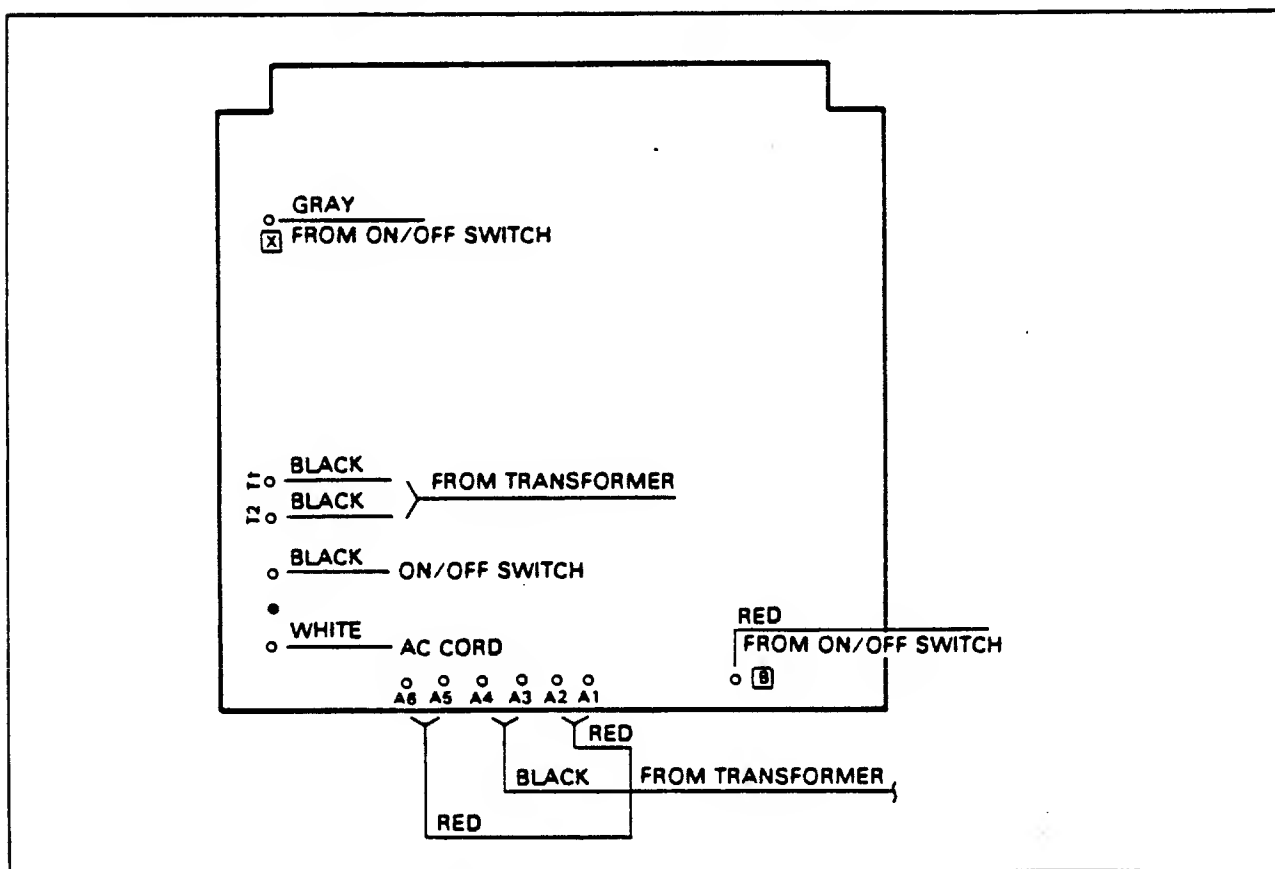 GRAY
X FROM ON/OFF SWITCH
T1 BLACK
FROM TRANSFORMER
T2 BLACK
BLACK ON/OFF SWITCH
WHITE AC CORD
RED
FROM ON/OFF SWITCH
B
A6 A5 A4 A3 A2 A1
RED
BLACK FROM TRANSFORMER
RED